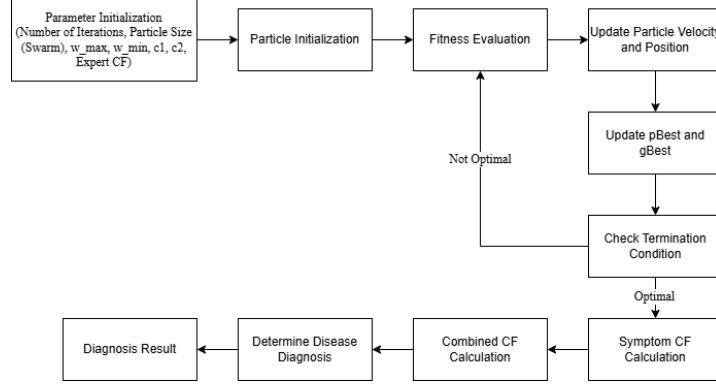 Parameter Initialization
(Number of Iterations, Particle Size
(Swarm), w_max, w_min, c1, c2,
Expert CF)
Particle Initialization
Fitness Evaluation
Update Particle Velocity
and Position
Update pBest and
gBest
Not Optimal
Check Termination
Condition
Optimal
Symptom CF
Calculation
Combined CF
Calculation
Determine Disease
Diagnosis
Diagnosis Result